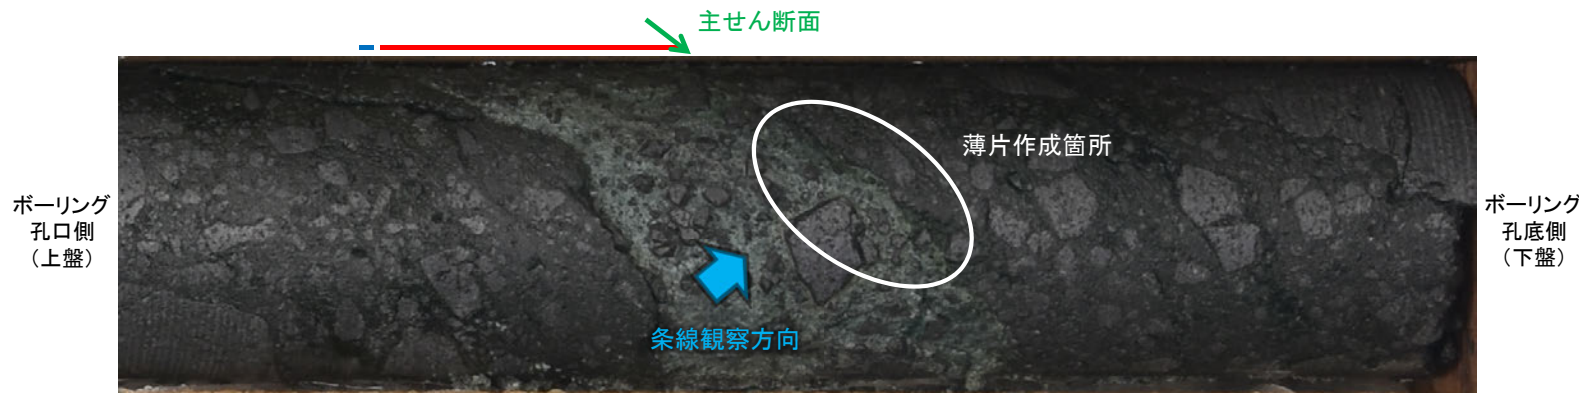 主せん断面
薄片作成箇所
ボーリング
孔口側
（上盤）
ボーリング
孔底側
（下盤）
条線観察方向